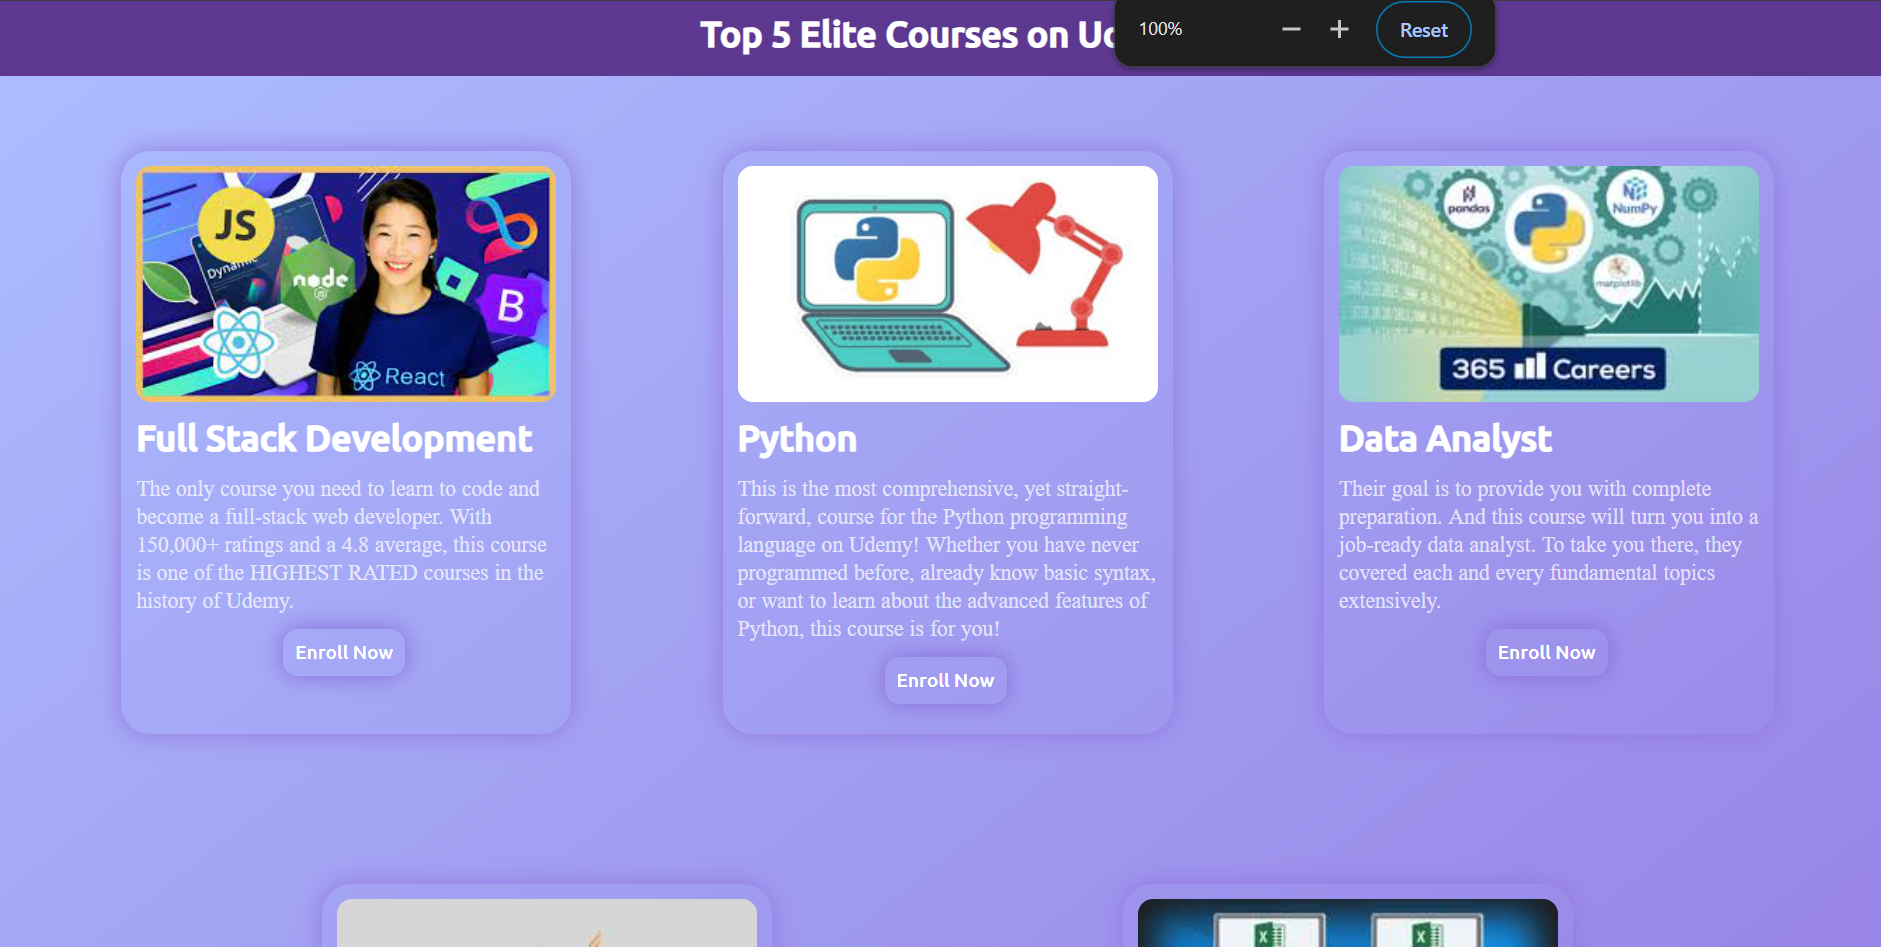 Top 5 Elite Courses on
100%
Reset
JS
Dynamic
node
JS
B
React
pandas
NumPy
matplotlib
365 Careers
Full Stack Development
The only course you need to learn to code and
become a full-stack web developer. With
150,000+ ratings and a 4.8 average, this course
is one of the HIGHEST RATED courses in the
history of Udemy.
Enroll Now
Python
This is the most comprehensive, yet straight-
forward, course for the Python programming
language on Udemy! Whether you have never
programmed before, already know basic syntax,
or want to learn about the advanced features of
Python, this course is for you!
Enroll Now
Data Analyst
Their goal is to provide you with complete
preparation. And this course will turn you into a
job-ready data analyst. To take you there, they
covered each and every fundamental topics
extensively.
Enroll Now
X
X